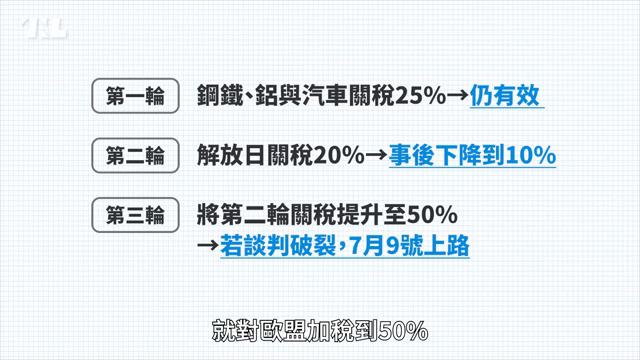 TNL
第一輪
鋼鐵、鋁與汽車關稅25%→仍有效
第二輪
解放日關稅20%→事後下降到10%
第三輪
將第二輪關稅提升至50%
→若談判破裂，7月9號上路
就對歐盟加稅到50%